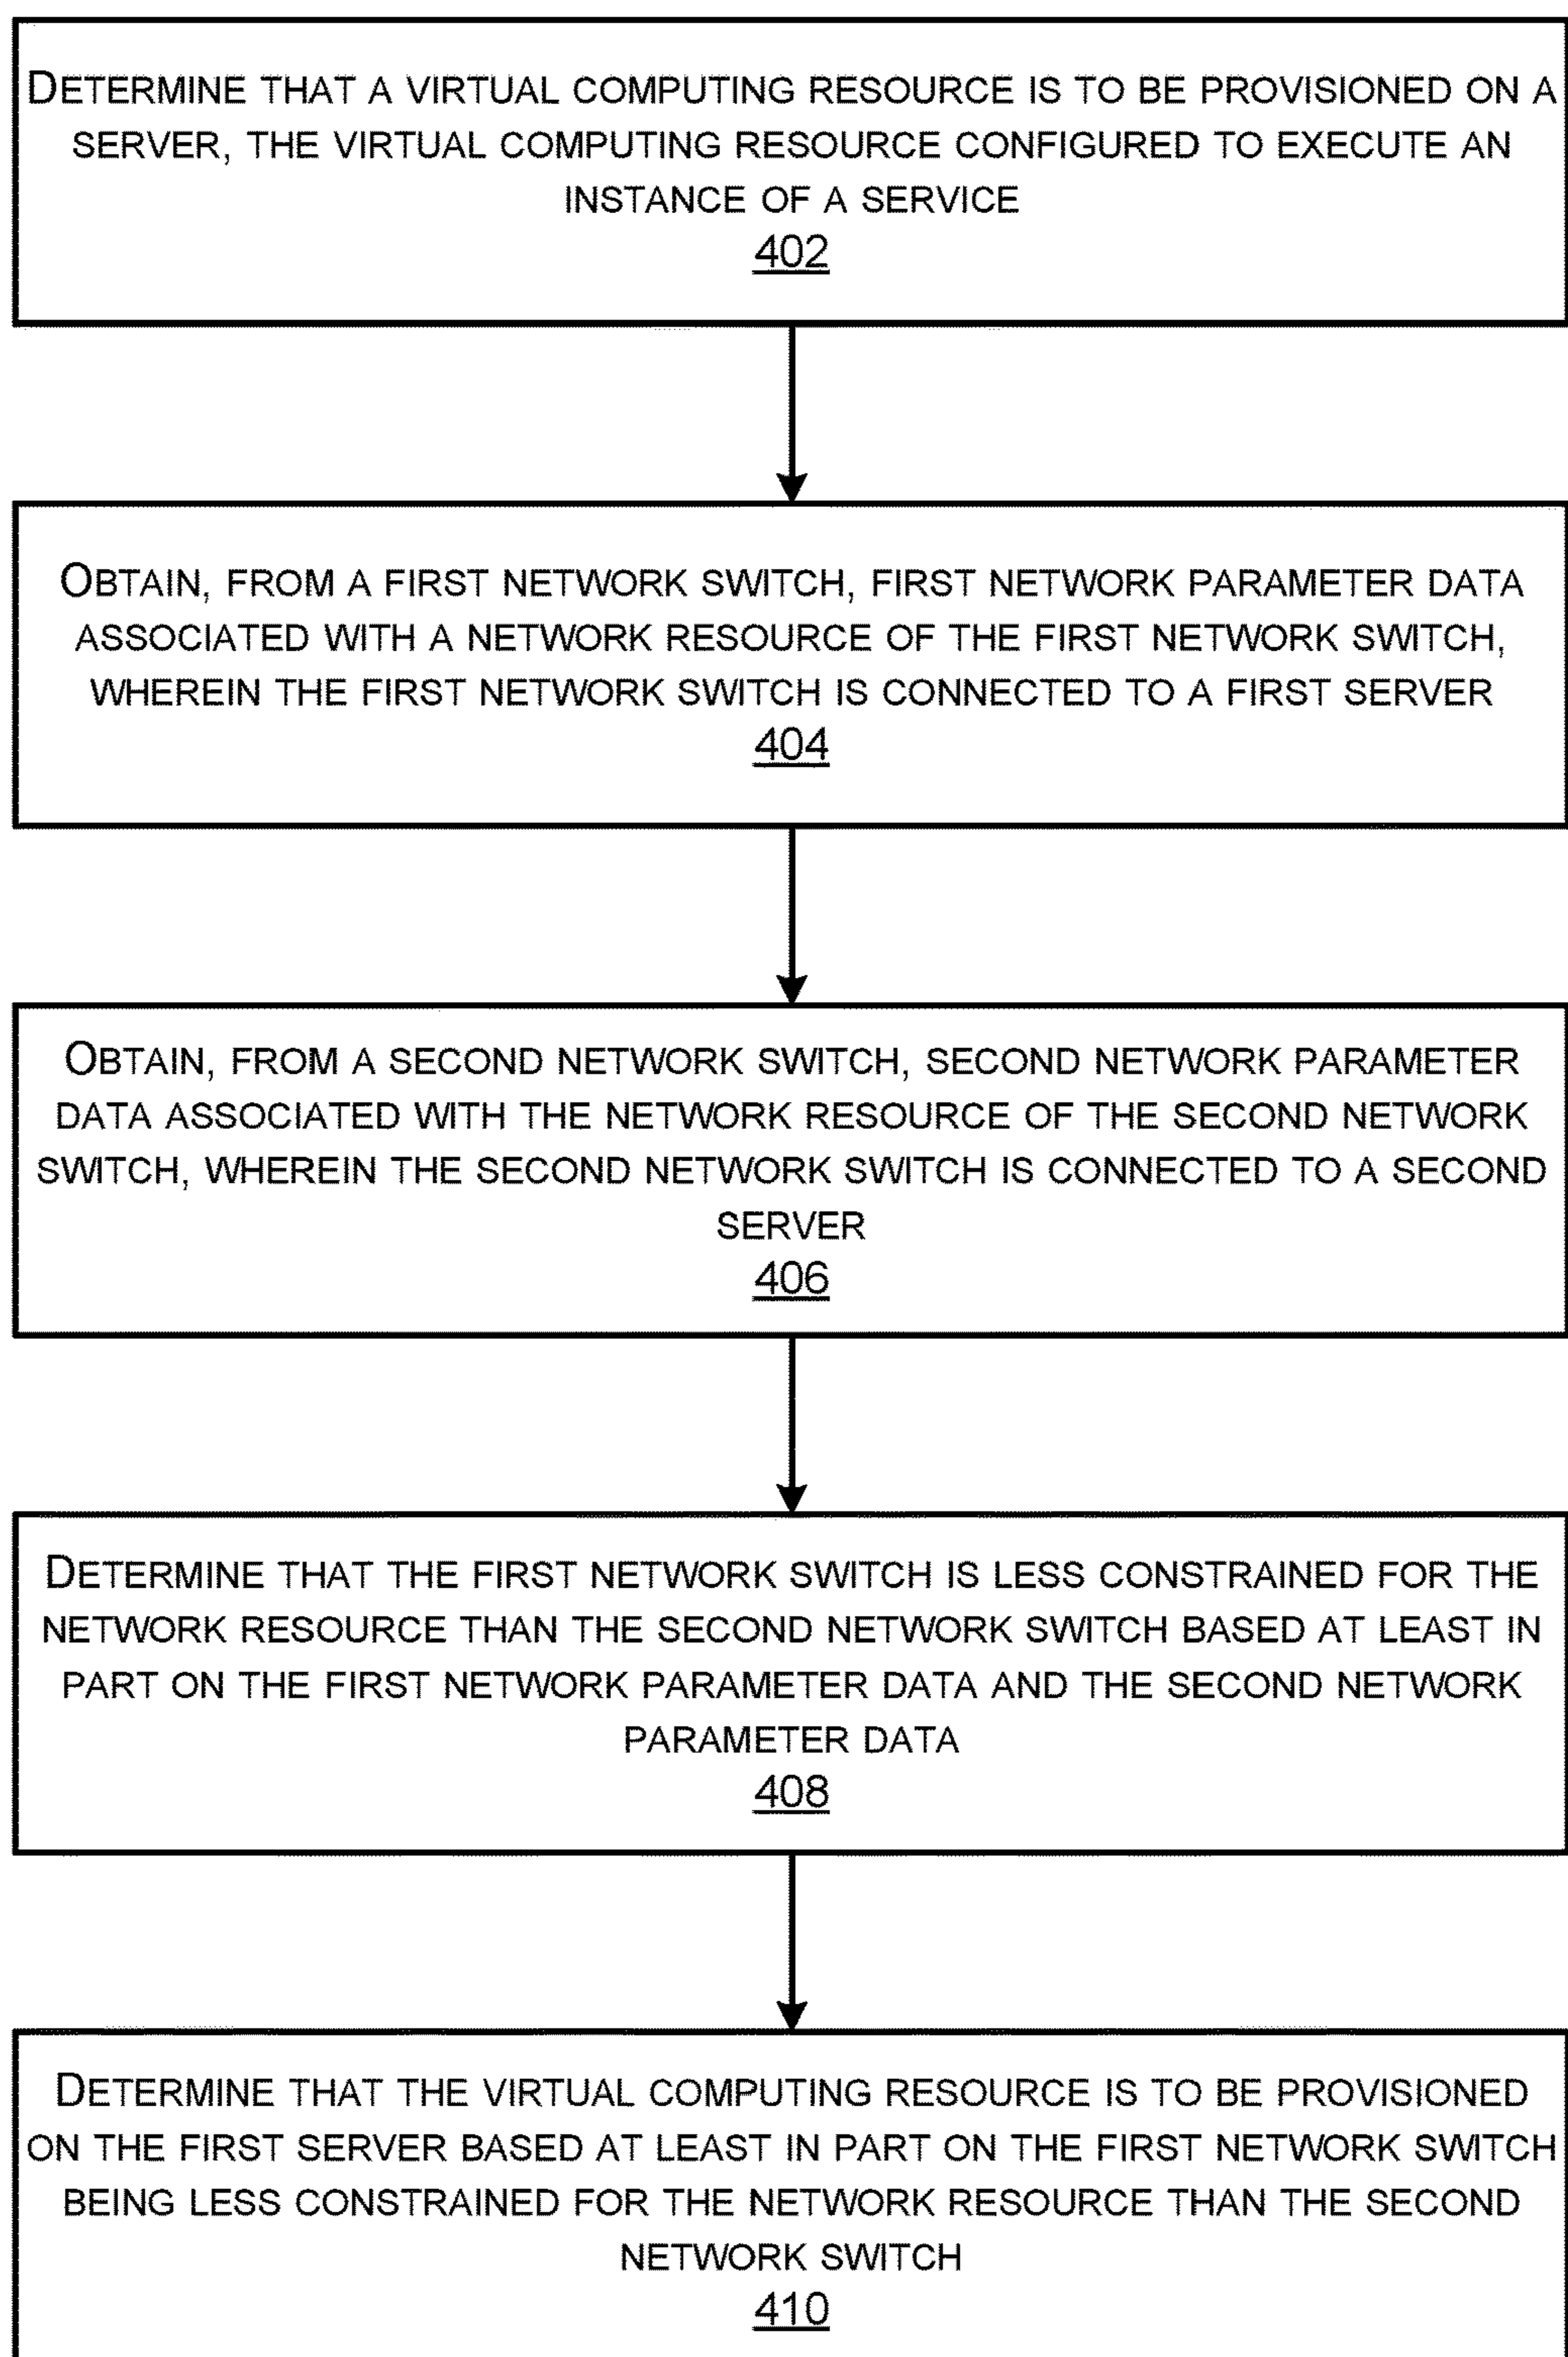 DETERMINE THAT A VIRTUAL COMPUTING RESOURCE IS TO BE PROVISIONED ON A
SERVER, THE VIRTUAL COMPUTING RESOURCE CONFIGURED TO EXECUTE AN
INSTANCE OF A SERVICE
402
OBTAIN, FROM A FIRST NETWORK SWITCH, FIRST NETWORK PARAMETER DATA
ASSOCIATED WITH A NETWORK RESOURCE OF THE FIRST NETWORK SWITCH,
WHEREIN THE FIRST NETWORK SWITCH IS CONNECTED TO A FIRST SERVER
404
OBTAIN, FROM A SECOND NETWORK SWITCH, SECOND NETWORK PARAMETER
DATA ASSOCIATED WITH THE NETWORK RESOURCE OF THE SECOND NETWORK
SWITCH, WHEREIN THE SECOND NETWORK SWITCH IS CONNECTED TO A SECOND
SERVER
406
DETERMINE THAT THE FIRST NETWORK SWITCH IS LESS CONSTRAINED FOR THE
NETWORK RESOURCE THAN THE SECOND NETWORK SWITCH BASED AT LEAST IN
PART ON THE FIRST NETWORK PARAMETER DATA AND THE SECOND NETWORK
PARAMETER DATA
408
DETERMINE THAT THE VIRTUAL COMPUTING RESOURCE IS TO BE PROVISIONED
ON THE FIRST SERVER BASED AT LEAST IN PART ON THE FIRST NETWORK SWITCH
BEING LESS CONSTRAINED FOR THE NETWORK RESOURCE THAN THE SECOND
NETWORK SWITCH
410